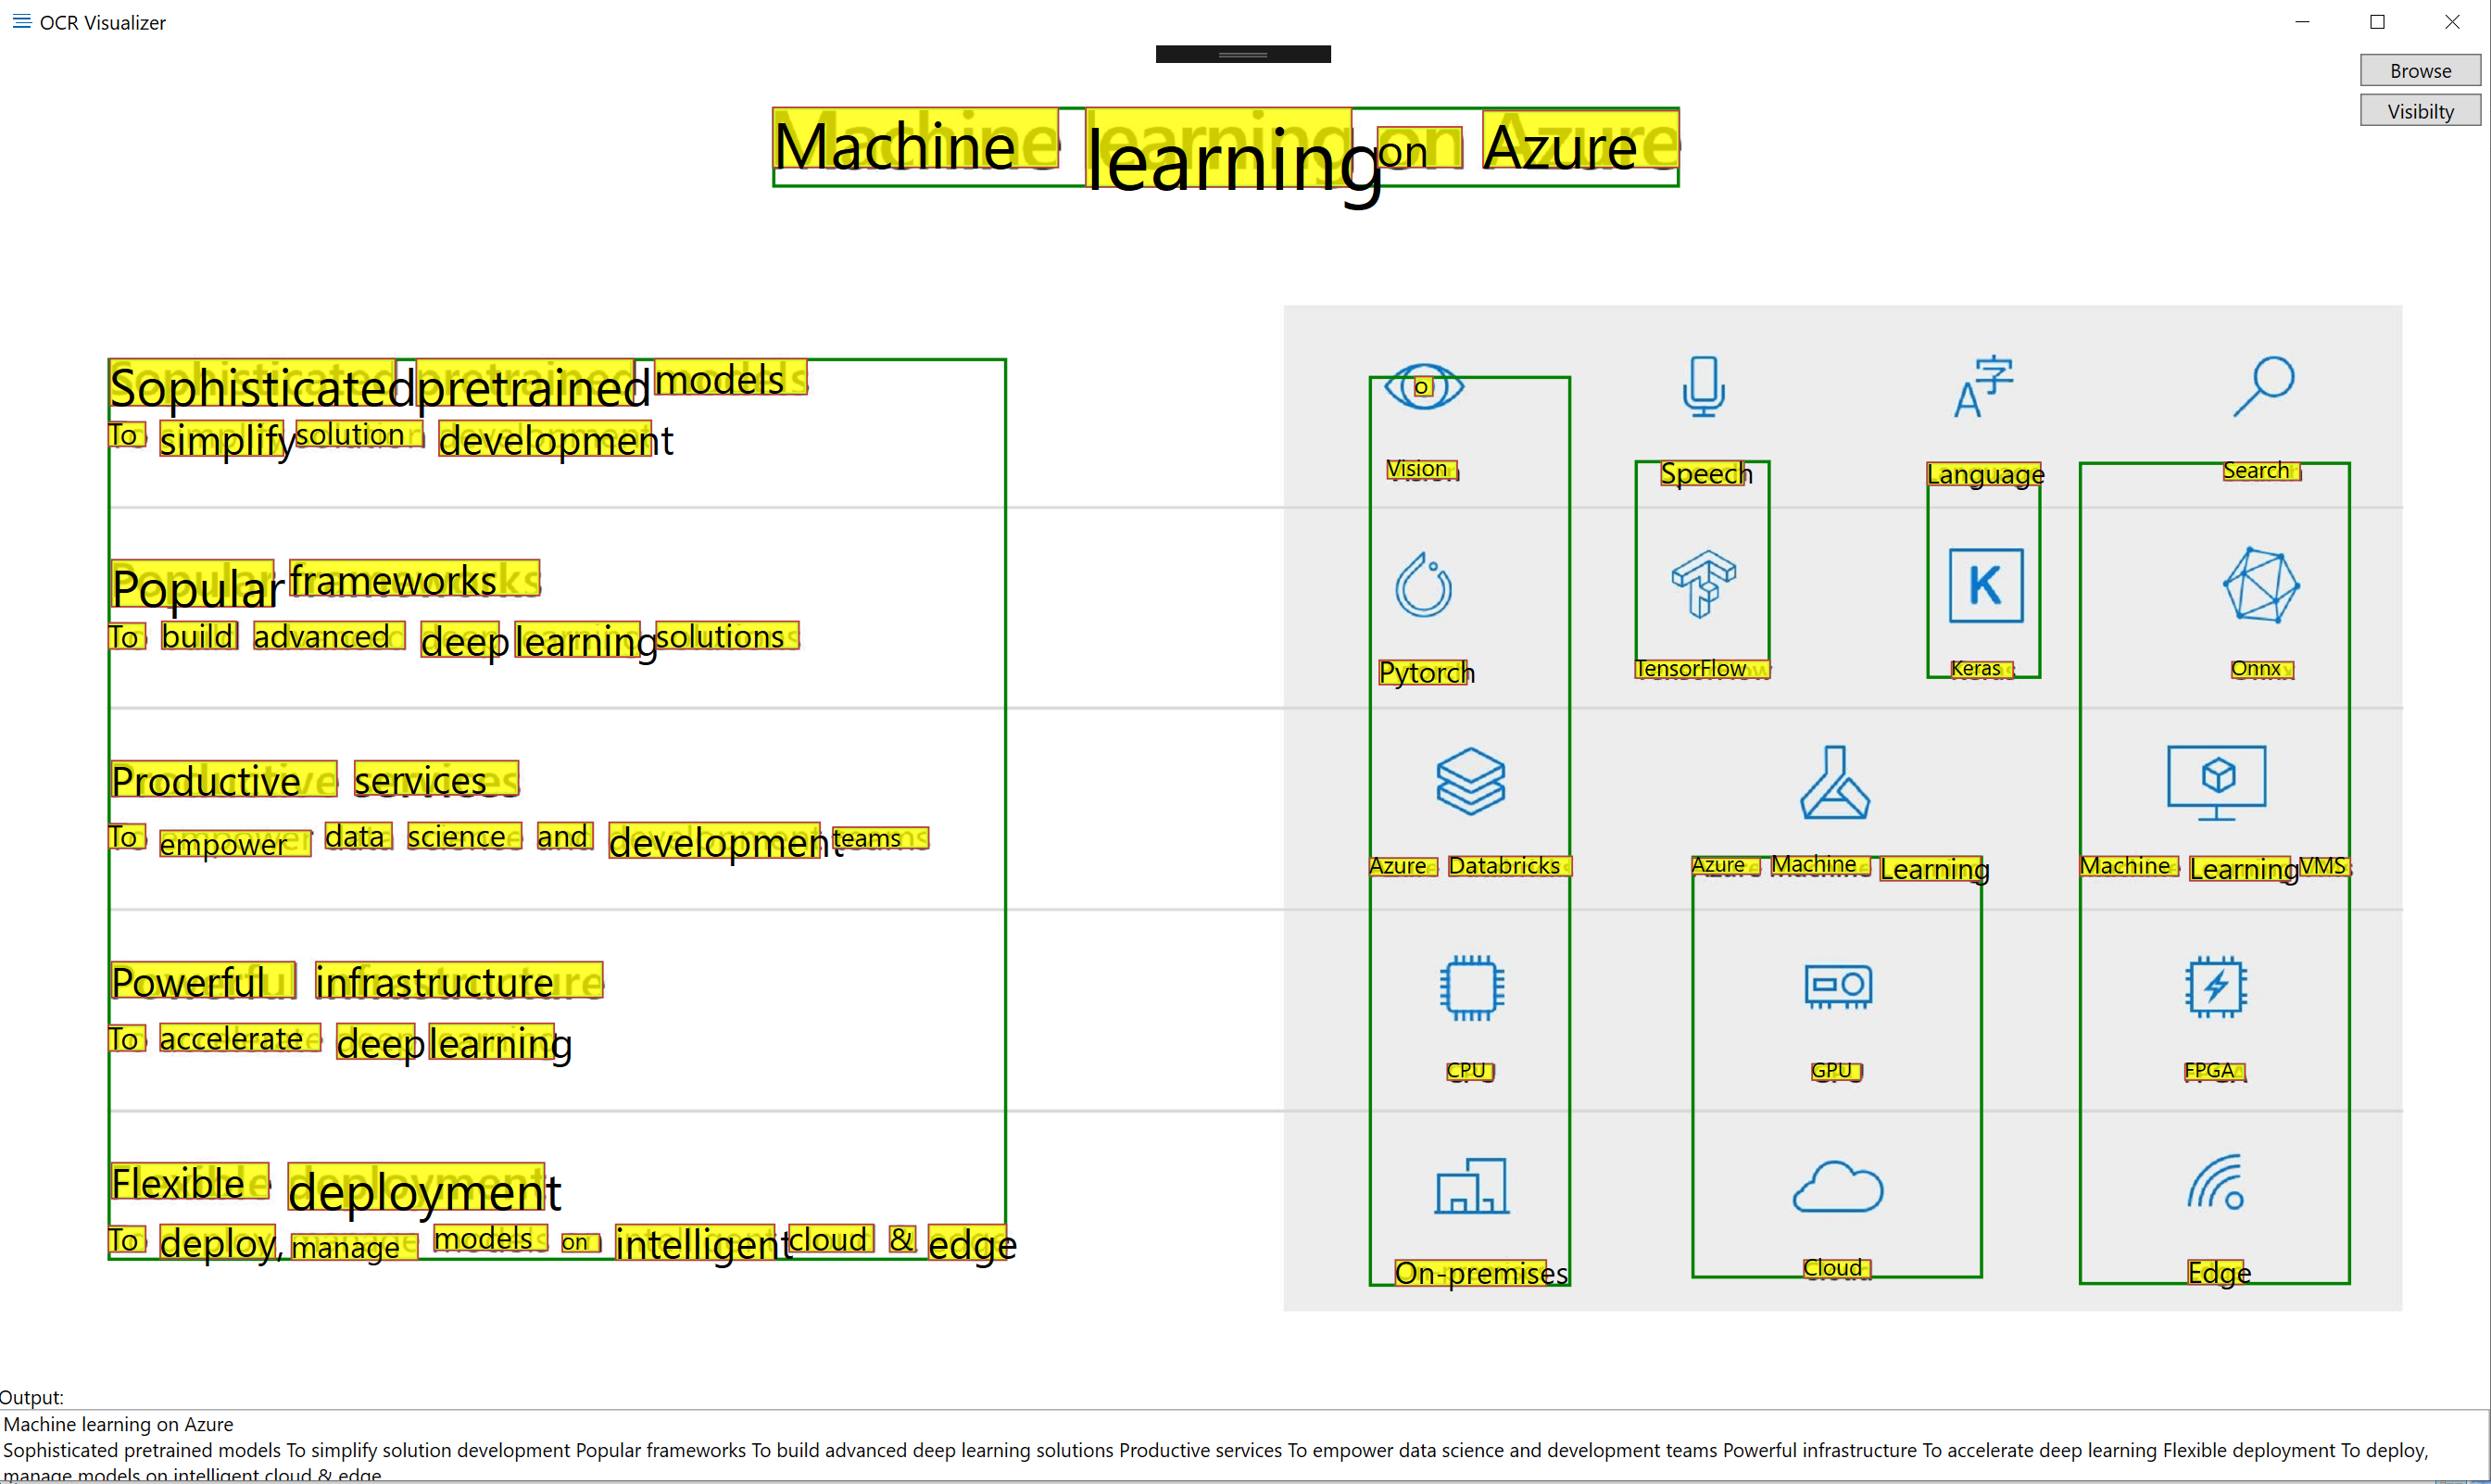 OCR Visualizer
Browse
Visibilty
Machine learning on Azure
Sophisticated pretrained models
To simplify solution development
o
Vision Speech Language Search
Popular frameworks
To build advanced deep learning solutions
K
Pytorch TensorFlow Keras Onnx
Productive services
To empower data science and development teams
Azure Databricks Azure Machine Learning Machine Learning VMS
Powerful infrastructure
To accelerate deep learning
CPU GPU FPGA
Flexible deployment
To deploy, manage models on intelligent cloud & edge
On-premises Cloud Edge
A字
Output:
Machine learning on Azure
Sophisticated pretrained models To simplify solution development Popular frameworks To build advanced deep learning solutions Productive services To empower data science and development teams Powerful infrastructure To accelerate deep learning Flexible deployment To deploy,
manage models on intelligent cloud & edge